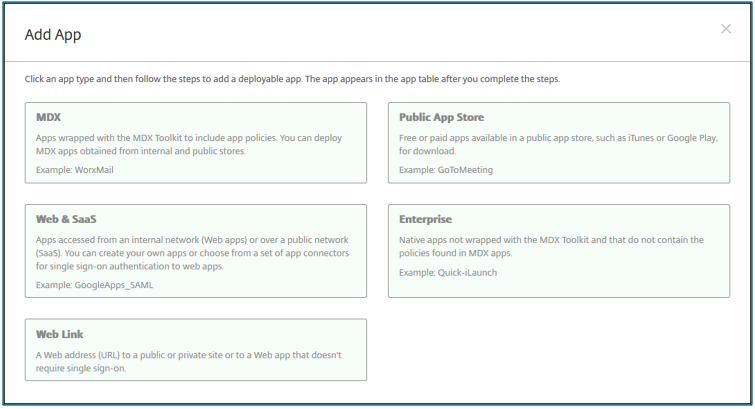 Add App
Click an app type and then follow the steps to add a deployable app. The app appears in the app table after you complete the steps.
MDX
Apps wrapped with the MDX Toolkit to include app policies. You can deploy
MDX apps obtained from internal and public stores.
Example: WorxMail
Public App Store
Free or paid apps available in a public app store, such as iTunes or Google Play,
for download.
Example: GoToMeeting
Web & SaaS
Apps accessed from an internal network (Web apps) or over a public network
(SaaS). You can create your own apps or choose from a set of app connectors
for single sign-on authentication to web apps.
Example: GoogleApps_SAML
Enterprise
Native apps not wrapped with the MDX Toolkit and that do not contain the
policies found in MDX apps.
Example: Quick-iLaunch
Web Link
A Web address (URL) to a public or private site or to a Web app that doesn't
require single sign-on.